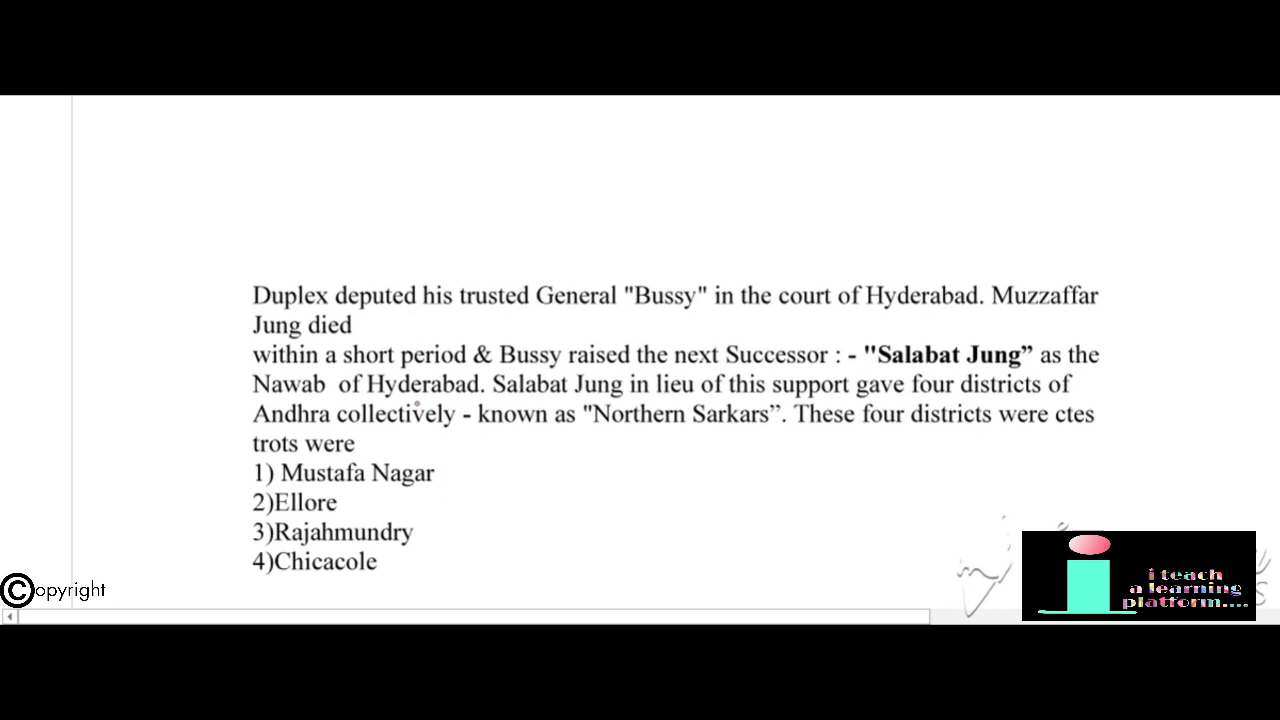 Duplex deputed his trusted General "Bussy" in the court of Hyderabad. Muzzaffar
Jung died
within a short period & Bussy raised the next Successor : - "Salabat Jung” as the
Nawab of Hyderabad. Salabat Jung in lieu of this support gave four districts of
Andhra collectively - known as "Northern Sarkars”. These four districts were ctes
trots were
1) Mustafa Nagar
2)Ellore
3)Rajahmundry
4)Chicacole
©opyright
i teach
a learning
platform....